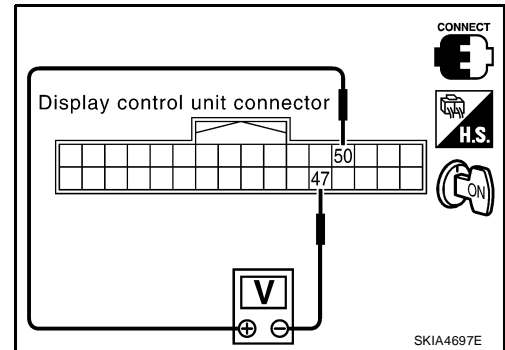 CONNECT
Display control unit connector
H.S.
50
47
ON
V
+ −
SKIA4697E